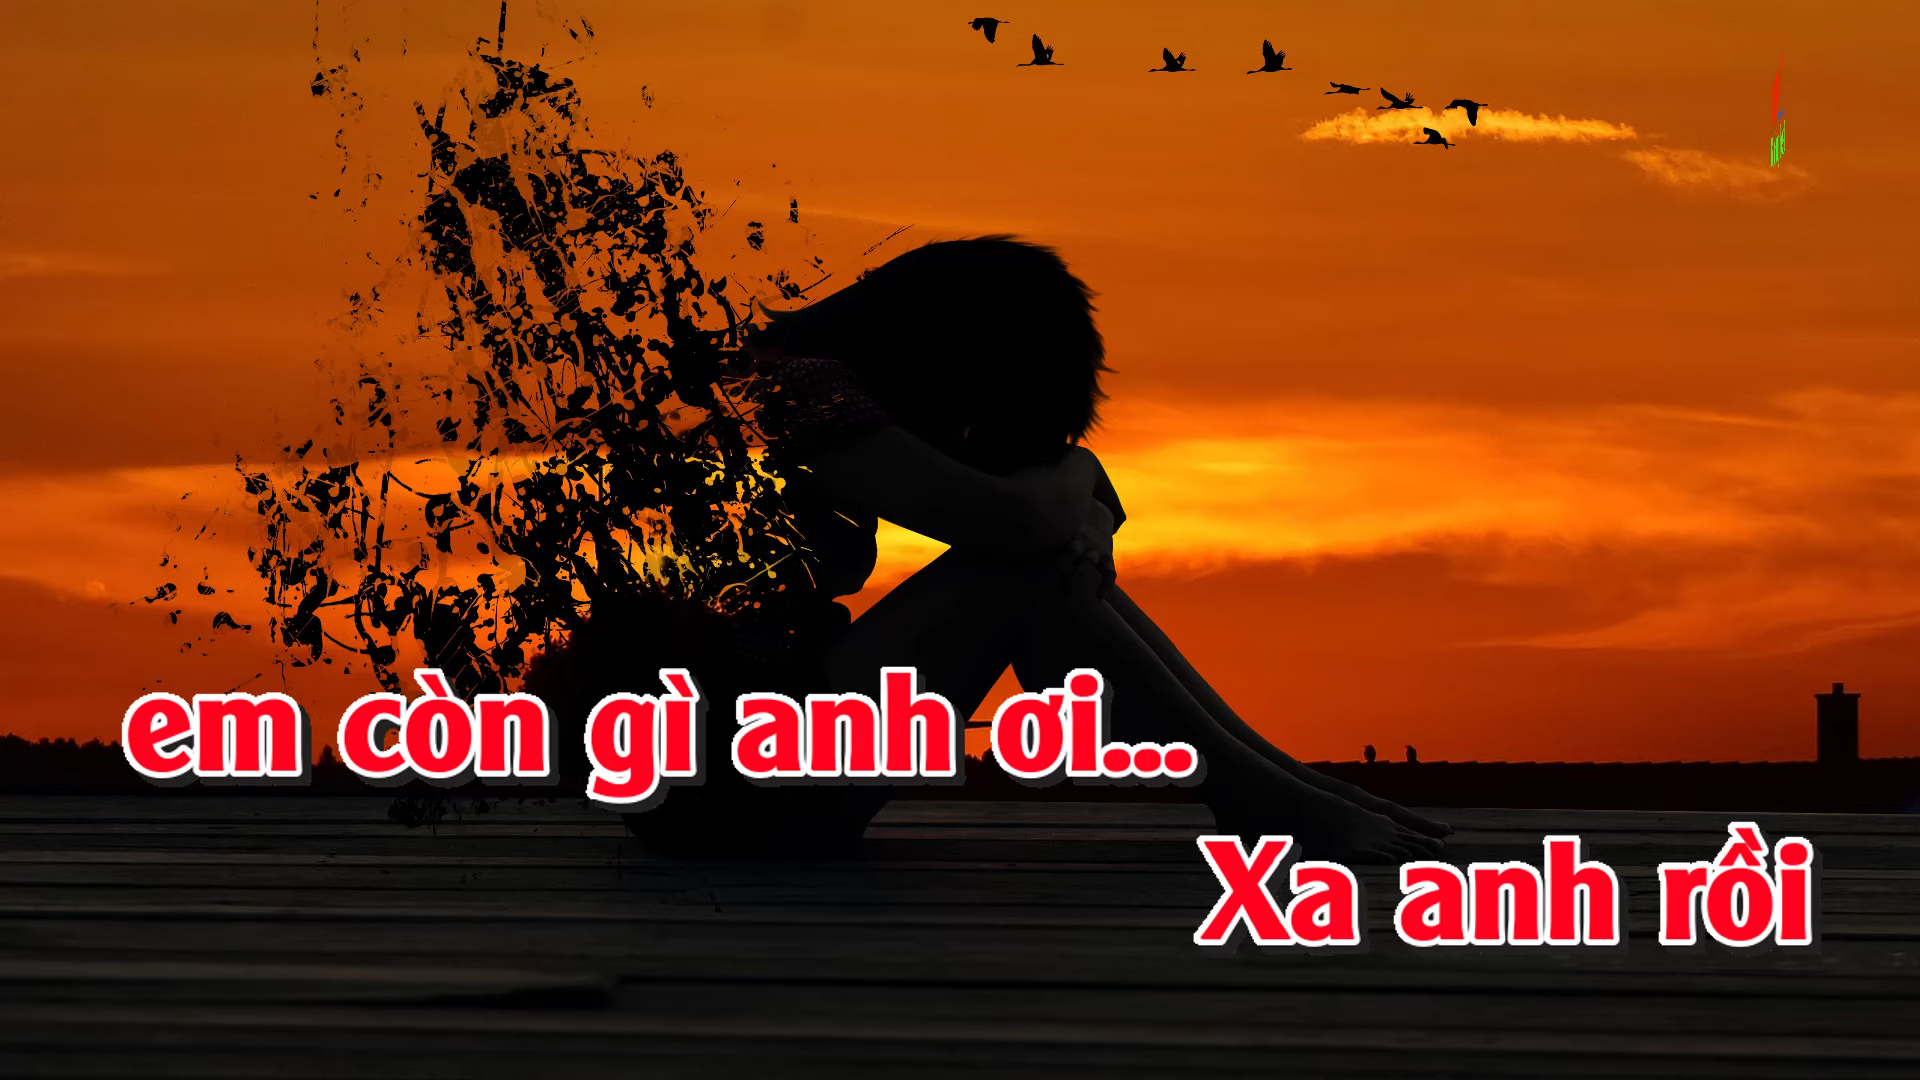 em còn gì anh ơi...
Xa anh rồi